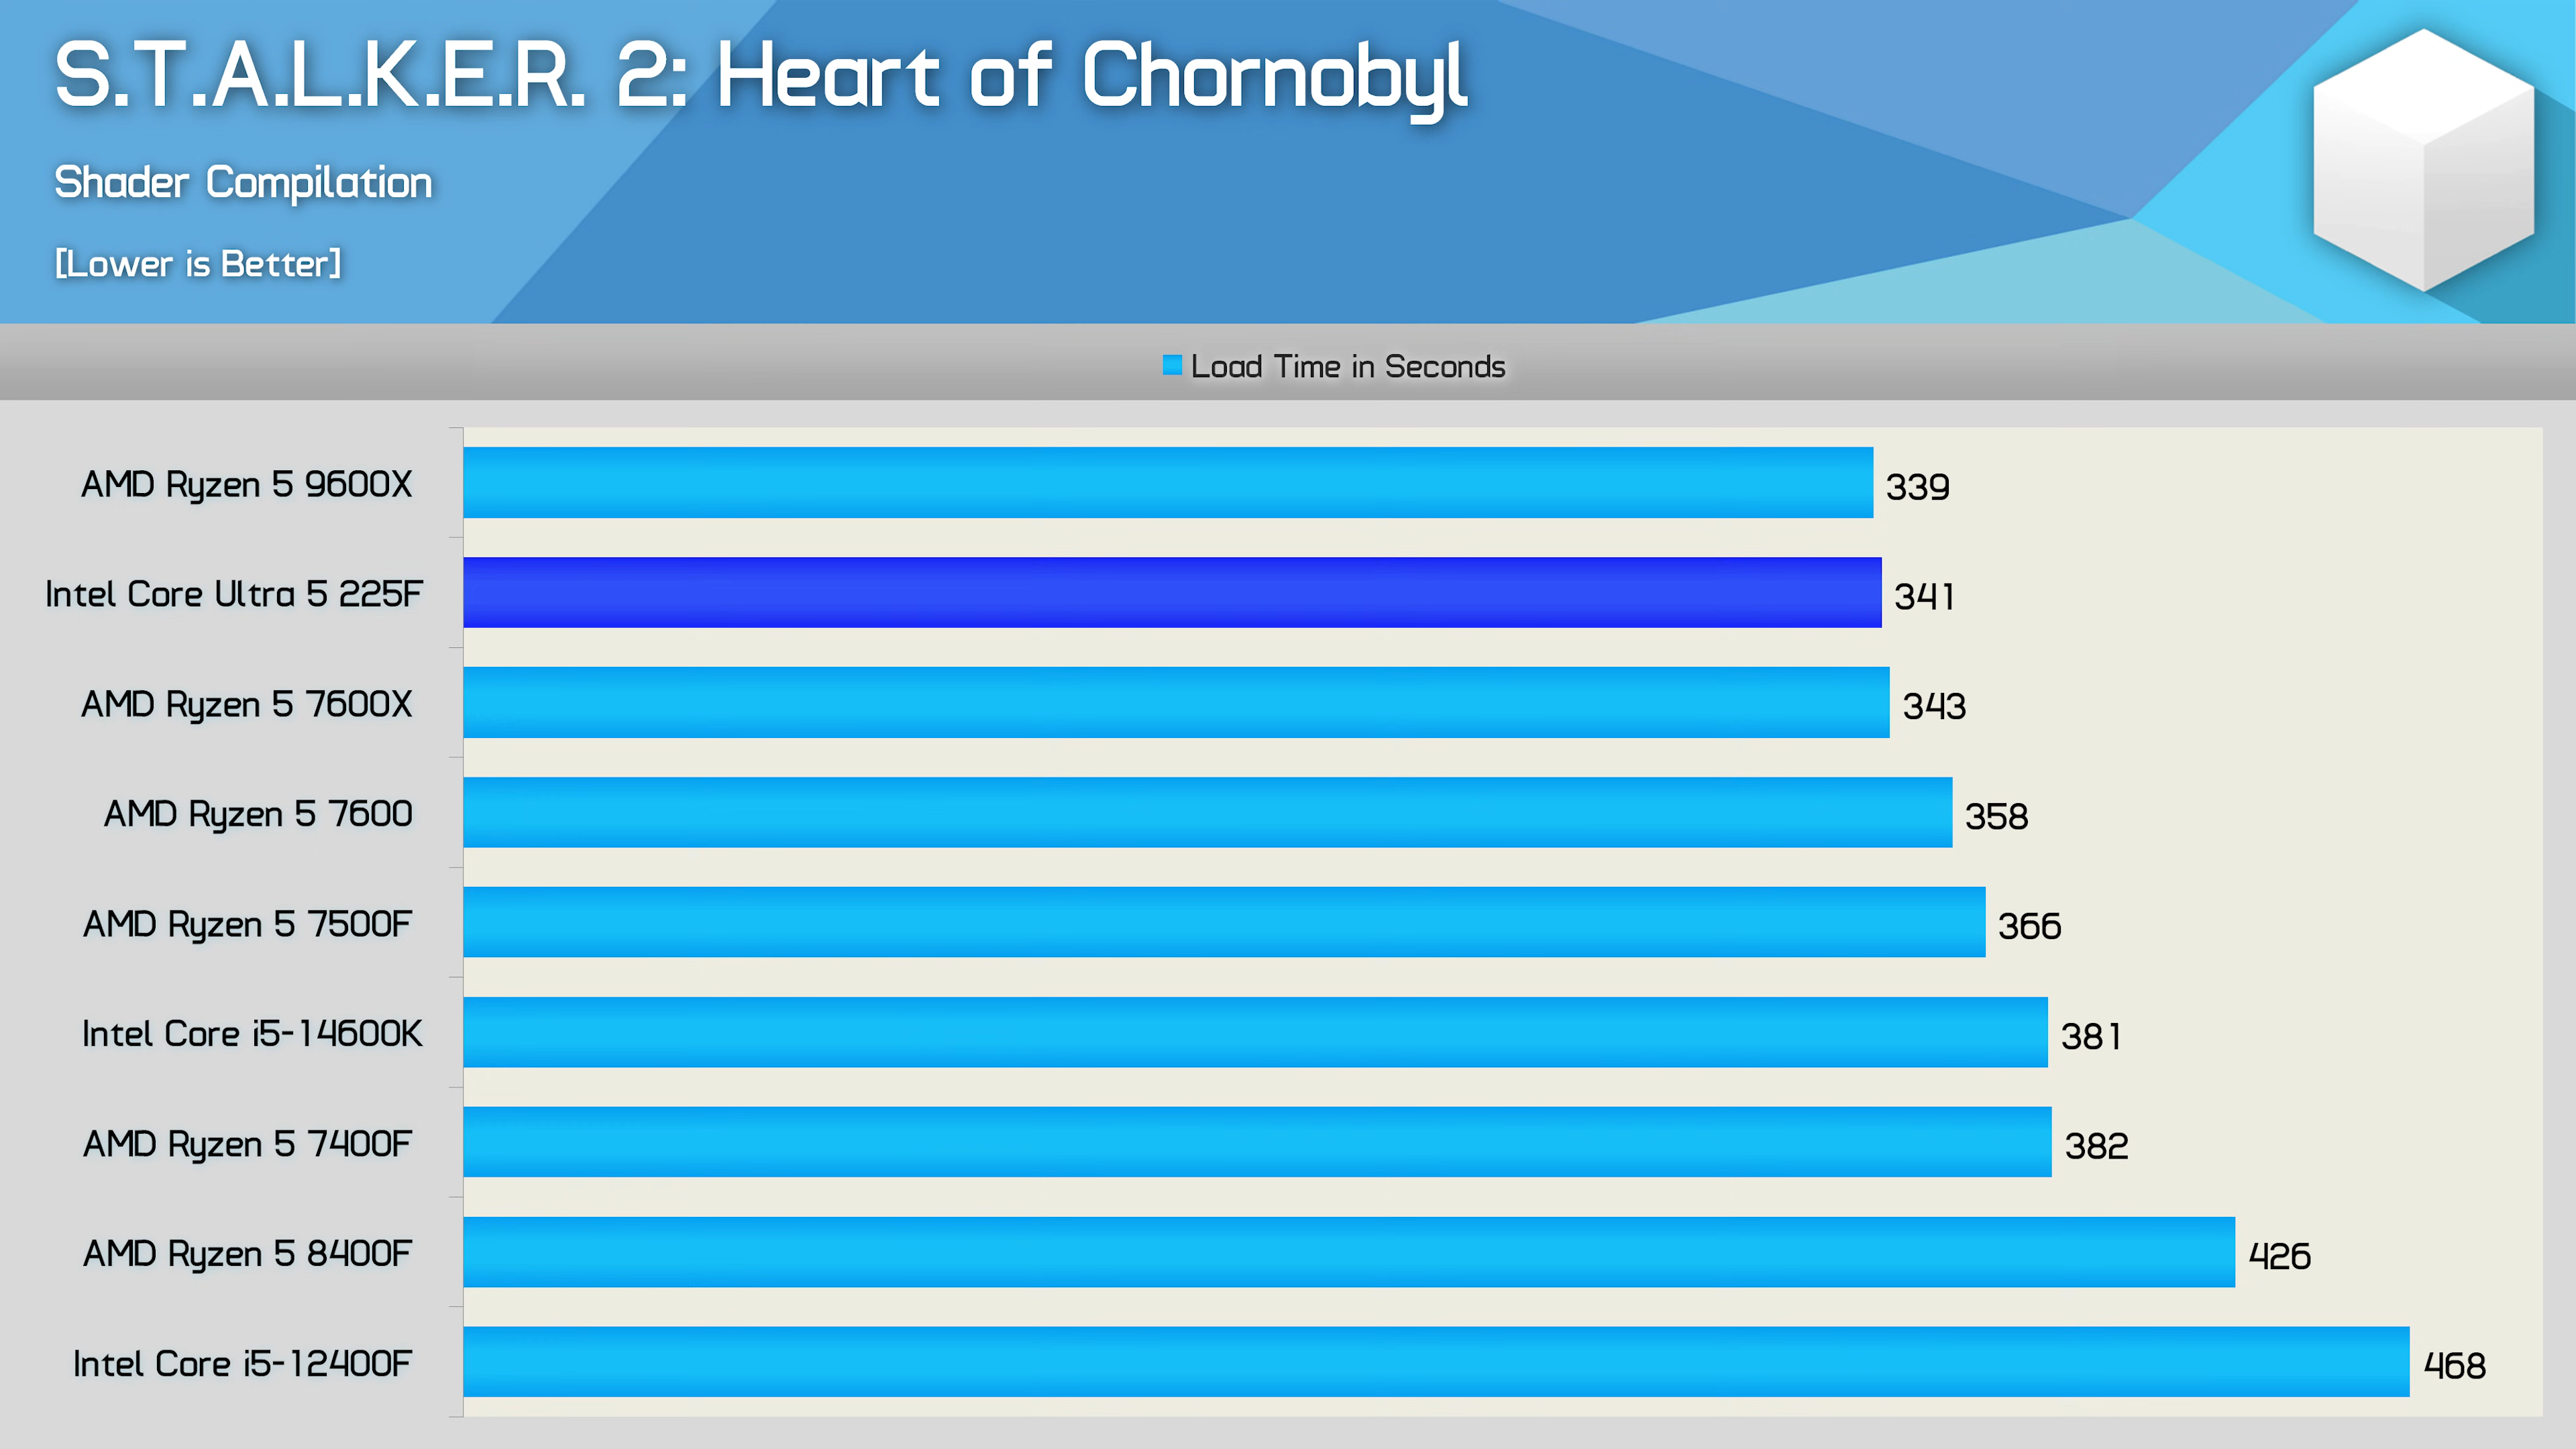 S.T.A.L.K.E.R. 2: Heart of Chornobyl
Shader Compilation
[Lower is Better]
Load Time in Seconds
AMD Ryzen 5 9600X 339
Intel Core Ultra 5 225F 341
AMD Ryzen 5 7600X 343
AMD Ryzen 5 7600 358
AMD Ryzen 5 7500F 366
Intel Core i5-14600K 381
AMD Ryzen 5 7400F 382
AMD Ryzen 5 8400F 426
Intel Core i5-12400F 468